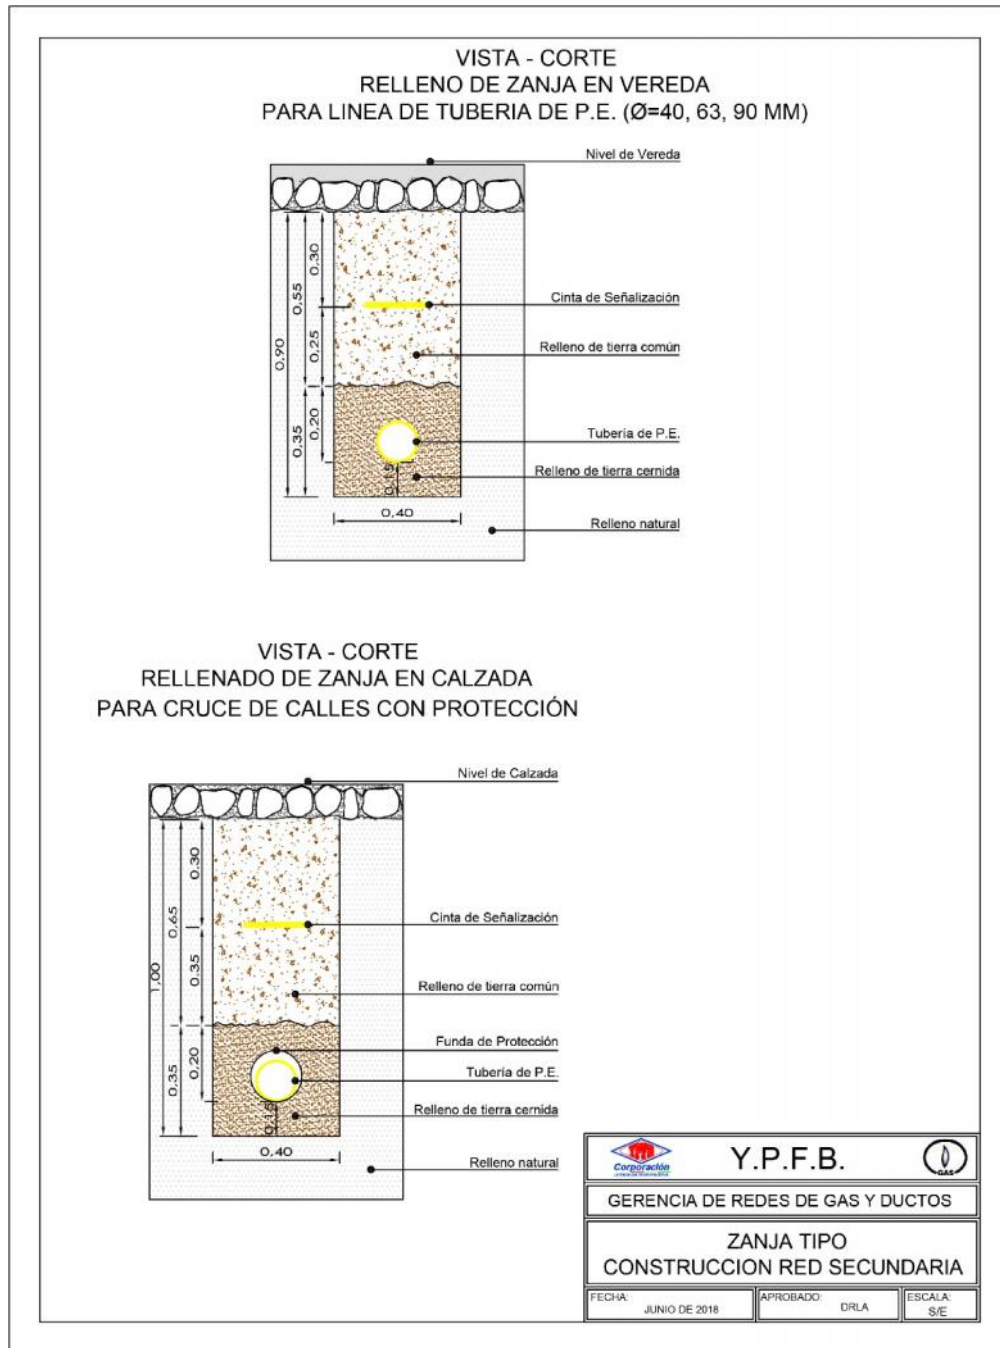 VISTA - CORTE
RELLENO DE ZANJA EN VEREDA
PARA LINEA DE TUBERIA DE P.E. (Ø=40, 63, 90 MM)
Nivel de Vereda
0,30
0,55
Cinta de Señalización
0,90
0,25
Relleno de tierra común
0,20
0,35
Tubería de P.E.
0,15
Relleno de tierra cernida
0,40
Relleno natural
VISTA - CORTE
RELLENADO DE ZANJA EN CALZADA
PARA CRUCE DE CALLES CON PROTECCIÓN
Nivel de Calzada
0,30
0,65
Cinta de Señalización
1,00
0,35
Relleno de tierra común
Funda de Protección
0,20
0,35
Tubería de P.E.
0,15
Relleno de tierra cernida
0,40
Relleno natural
Corporación
Y.P.F.B.
GAS
GERENCIA DE REDES DE GAS Y DUCTOS
ZANJA TIPO
CONSTRUCCION RED SECUNDARIA
FECHA: JUNIO DE 2018
APROBADO: DRLA
ESCALA: S/E